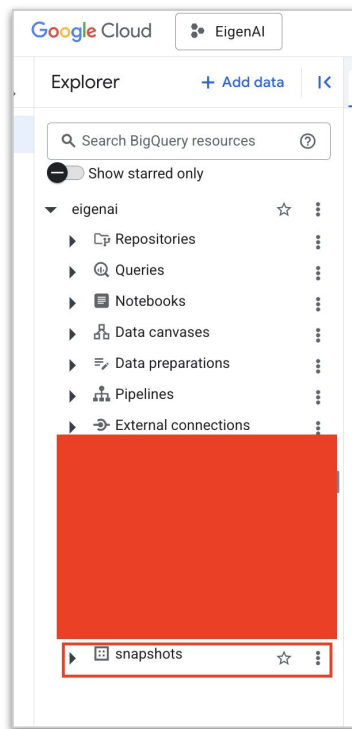 Google Cloud
EigenAI
Explorer
+ Add data
Search BigQuery resources
Show starred only
eigenai
Repositories
Queries
Notebooks
Data canvases
Data preparations
Pipelines
External connections
snapshots